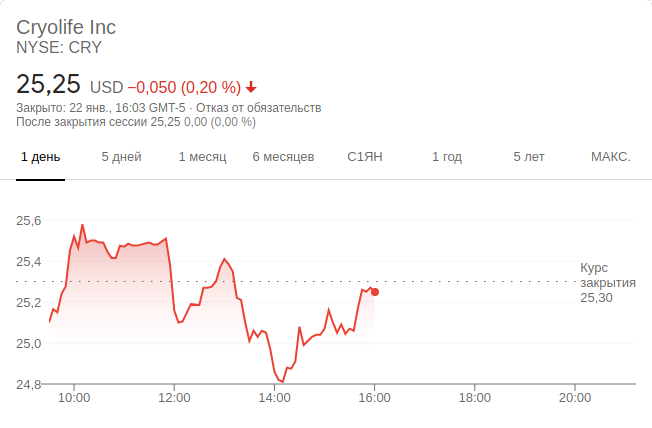 Cryolife Inc
NYSE: CRY
25,25 USD −0,050 (0,20 %)
Закрыто: 22 янв., 16:03 GMT-5 · Отказ от обязательств
После закрытия сессии 25,25 0,00 (0,00 %)
1 день 5 дней 1 месяц 6 месяцев С1ЯН 1 год 5 лет МАКС.
25,6
25,4
25,2
25,0
24,8
Курс
закрытия
25,30
10:00 12:00 14:00 16:00 18:00 20:00